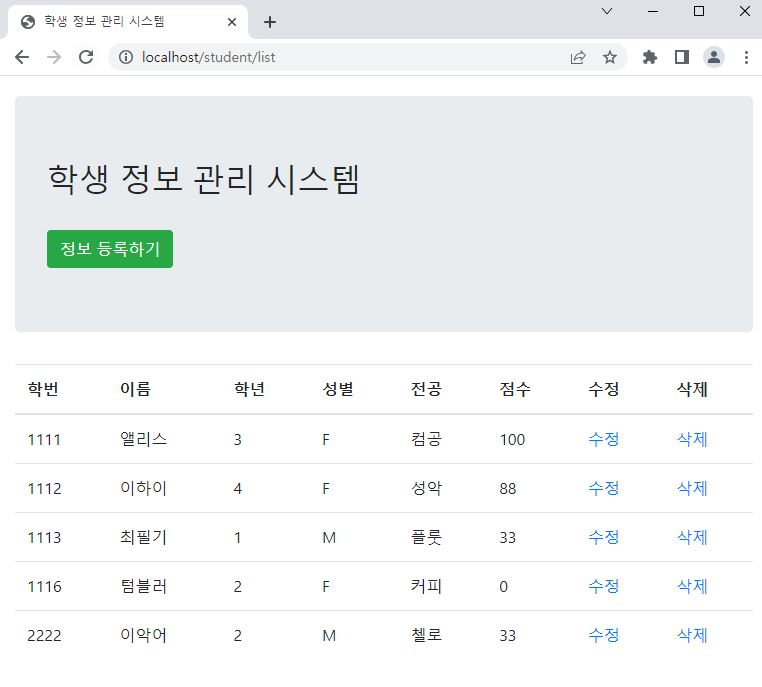 학생 정보 관리 시스템
localhost/student/list
학생 정보 관리 시스템
정보 등록하기
학번 이름 학년 성별 전공 점수 수정 삭제
1111 앨리스 3 F 컴공 100 수정 삭제
1112 이하이 4 F 성악 88 수정 삭제
1113 최필기 1 M 플룻 33 수정 삭제
1116 텀블러 2 F 커피 0 수정 삭제
2222 이악어 2 M 첼로 33 수정 삭제